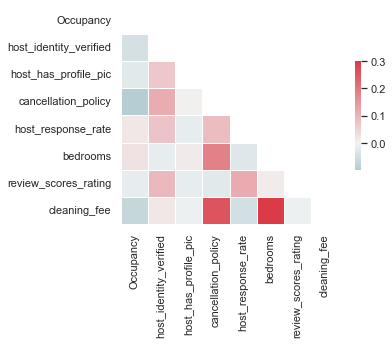 Occupancy
host_identity_verified
host_has_profile_pic
cancellation_policy
host_response_rate
bedrooms
review_scores_rating
cleaning_fee
0.3
0.2
0.1
0.0
Occupancy
host_identity_verified
host_has_profile_pic
cancellation_policy
host_response_rate
bedrooms
review_scores_rating
cleaning_fee